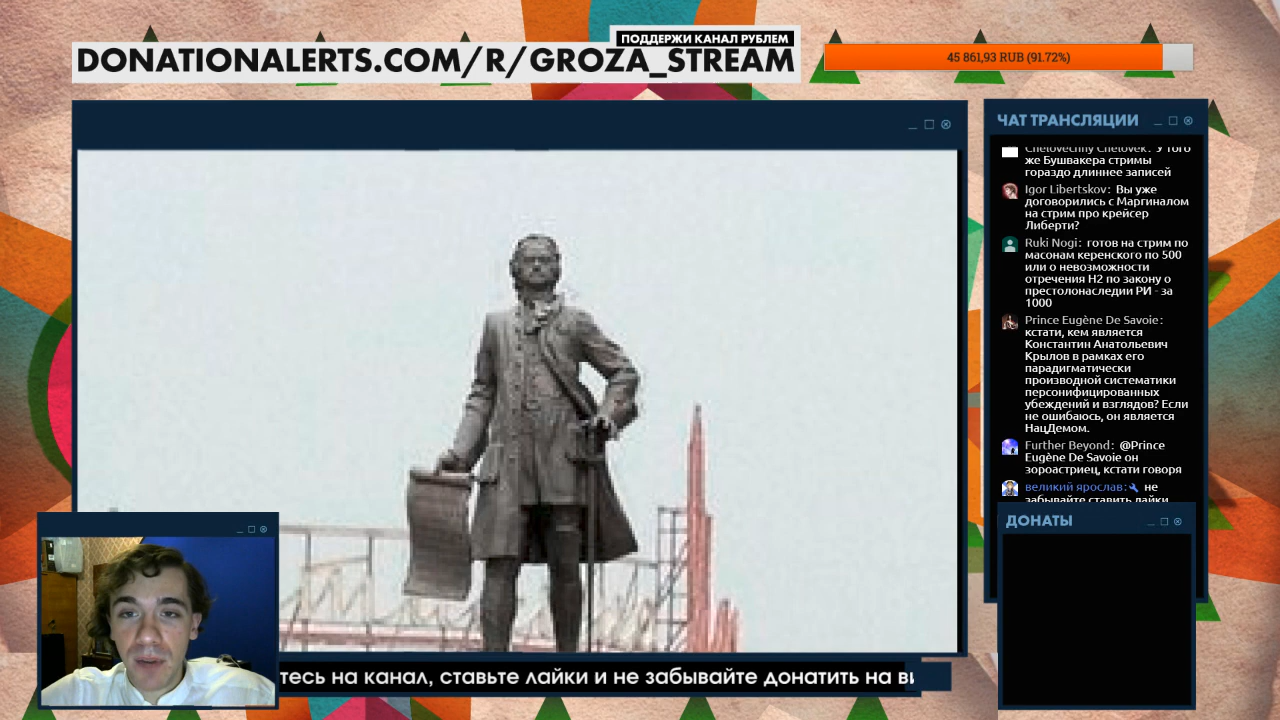 ПОДДЕРЖИ КАНАЛ РУБЛЕМ
DONATIONALERTS.COM/R/GROZA_STREAM
45 861,93 RUB (91.72%)
ЧАТ ТРАНСЛЯЦИИ
Chelovechny Chelovek: У того
же Бушвакера стримы
гораздо длиннее записей
Igor Libertskov: Вы уже
договорились с Маргиналом
на стрим про крейсер
Либерти?
Ruki Nogi: готов на стрим по
масонам керенского по 500
или о невозможности
отречения Н2 по закону о
престолонаследии РИ - за
1000
Prince Eugène De Savoie:
кстати, кем является
Константин Анатольевич
Крылов в рамках его
парадигматически
производной систематики
персонифицированных
убеждений и взглядов? Если
не ошибаюсь, он является
НацДемом.
Further Beyond: @Prince
Eugène De Savoie он
зороастриец, кстати говоря
великий ярослав: не
забывайте ставить лайки
ДОНАТЫ
тесь на канал, ставьте лайки и не забывайте донатить на ви